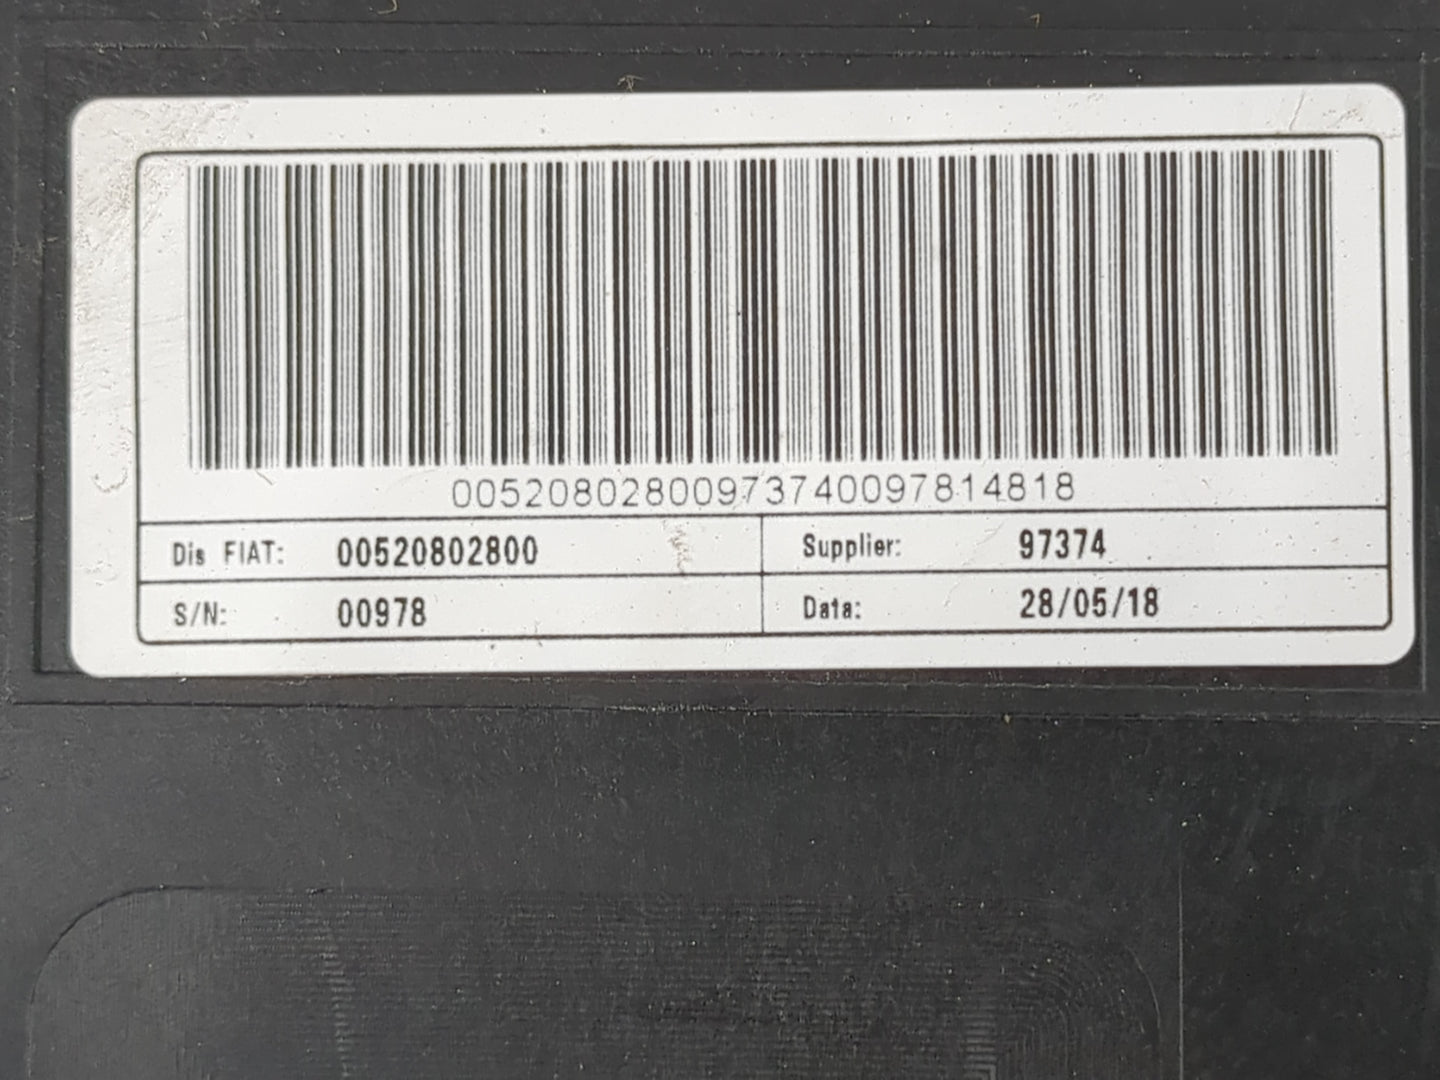 00520802800973740097814818
Dis FIAT: 00520802800 Supplier: 97374
S/N: 00978 Data: 28/05/18